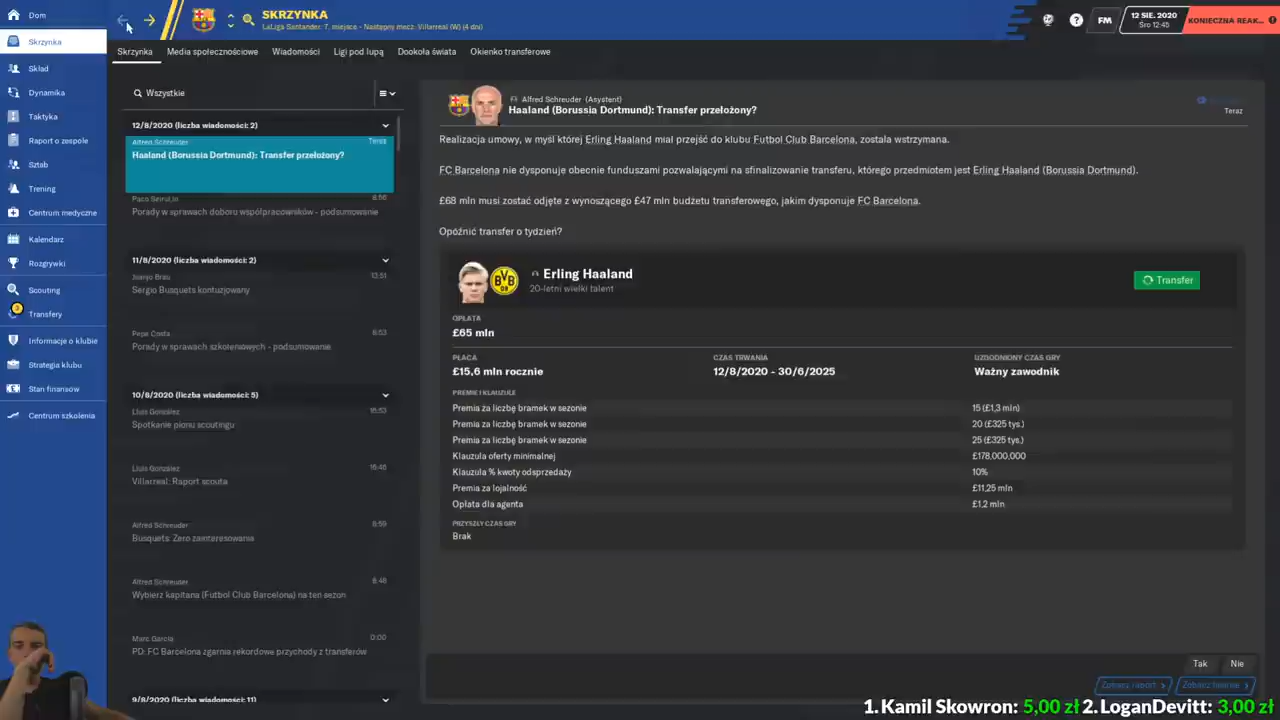 Dom
Skrzynka
Skład
Dynamika
Taktyka
Raport o zespole
Sztab
Trening
Centrum medyczne
Kalendarz
Rozgrywki
Scouting
Transfery
Informacje o klubie
Strategia klubu
Stan finansów
Centrum szkolenia
SKRZYNKA
LaLiga Santander: 7. miejsce - Następny mecz: Villarreal (W) (4 dni)
FM
12 SIE. 2020
Śro 12:45
KONIECZNA REAK...
Skrzynka
Media społecznościowe
Wiadomości
Ligi pod lupą
Dookoła świata
Okienko transferowe
Wszystkie
12/8/2020 (liczba wiadomości: 2)
Alfred Schreuder
Teraz
Haaland (Borussia Dortmund): Transfer przełożony?
Paco Seirul.lo
Porady w sprawach doboru współpracowników - podsumowanie
11/8/2020 (liczba wiadomości: 2)
Juanjo Brau
13:51
Sergio Busquets kontuzjowany
Pepe Costa
6:53
Porady w sprawach szkoleniowych - podsumowanie
10/8/2020 (liczba wiadomości: 5)
Lluis González
16:53
Spotkanie pionu scoutingu
Lluis González
16:46
Villarreal: Raport scouta
Alfred Schreuder
8:59
Busquets: Zero zainteresowania
Alfred Schreuder
8:48
Wybierz kapitana (Futbol Club Barcelona) na ten sezon
Marc García
0:00
PD: FC Barcelona zgarnia rekordowe przychody z transferów
9/8/2020 (liczba wiadomości: 11)
Alfred Schreuder (Asystent)
Haaland (Borussia Dortmund): Transfer przełożony?
Teraz
Realizacja umowy, w myśl której Erling Haaland miał przejść do klubu Futbol Club Barcelona, została wstrzymana.
FC Barcelona nie dysponuje obecnie funduszami pozwalającymi na sfinalizowanie transferu, którego przedmiotem jest Erling Haaland (Borussia Dortmund).
£68 mln musi zostać odjęte z wynoszącego £47 mln budżetu transferowego, jakim dysponuje FC Barcelona.
Opóźnić transfer o tydzień?
BVB
09
Erling Haaland
20-letni wielki talent
Transfer
OPŁATA
£65 mln
PŁACA
£15,6 mln rocznie
CZAS TRWANIA
12/8/2020 - 30/6/2025
UZGODNIONY CZAS GRY
Ważny zawodnik
PREMIE I KLAUZULE
Premia za liczbę bramek w sezonie
15 (£1,3 mln)
Premia za liczbę bramek w sezonie
20 (£325 tys.)
Premia za liczbę bramek w sezonie
25 (£325 tys.)
Klauzula oferty minimalnej
£178,000,000
Klauzula % kwoty odsprzedaży
10%
Premia za lojalność
£11,25 mln
Opłata dla agenta
£1,2 mln
PRZYSZŁY CZAS GRY
Brak
Tak
Nie
Zobacz raport
1. Kamil Skowron: 5,00 zł 2. LoganDevitt: 3,00 zł